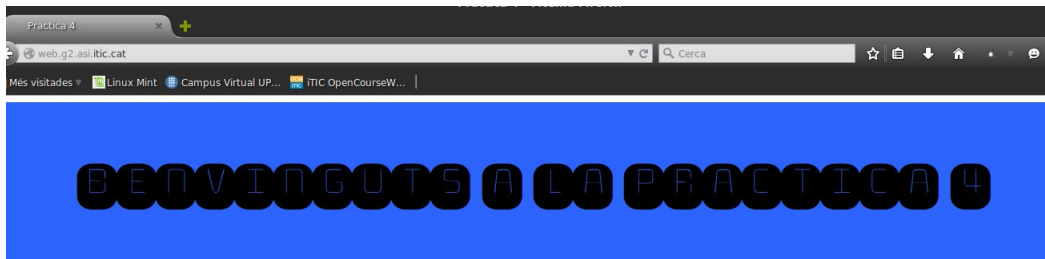 Practica 4
web.g2.asi.itic.cat
Cerca
Més visitades
Linux Mint
Campus Virtual UP...
iTIC OpenCourseW...
BENVINGUTS A LA PRACTICA 4